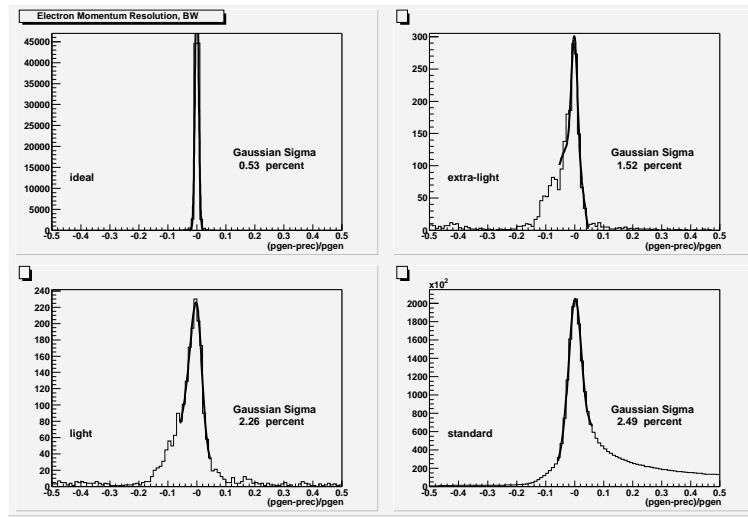 Electron Momentum Resolution, BW
45000
40000
35000
30000
25000
20000
15000
10000
5000
0
ideal
Gaussian Sigma
0.53 percent
-0.5 -0.4 -0.3 -0.2 -0.1 -0 0.1 0.2 0.3 0.4 0.5
(pgen-prec)/pgen
300
250
200
150
100
50
0
extra-light
Gaussian Sigma
1.52 percent
-0.5 -0.4 -0.3 -0.2 -0.1 -0 0.1 0.2 0.3 0.4 0.5
(pgen-prec)/pgen
240
220
200
180
160
140
120
100
80
60
40
20
0
light
Gaussian Sigma
2.26 percent
-0.5 -0.4 -0.3 -0.2 -0.1 -0 0.1 0.2 0.3 0.4 0.5
(pgen-prec)/pgen
x10²
2000
1800
1600
1400
1200
1000
800
600
400
200
0
standard
Gaussian Sigma
2.49 percent
-0.5 -0.4 -0.3 -0.2 -0.1 -0 0.1 0.2 0.3 0.4 0.5
(pgen-prec)/pgen